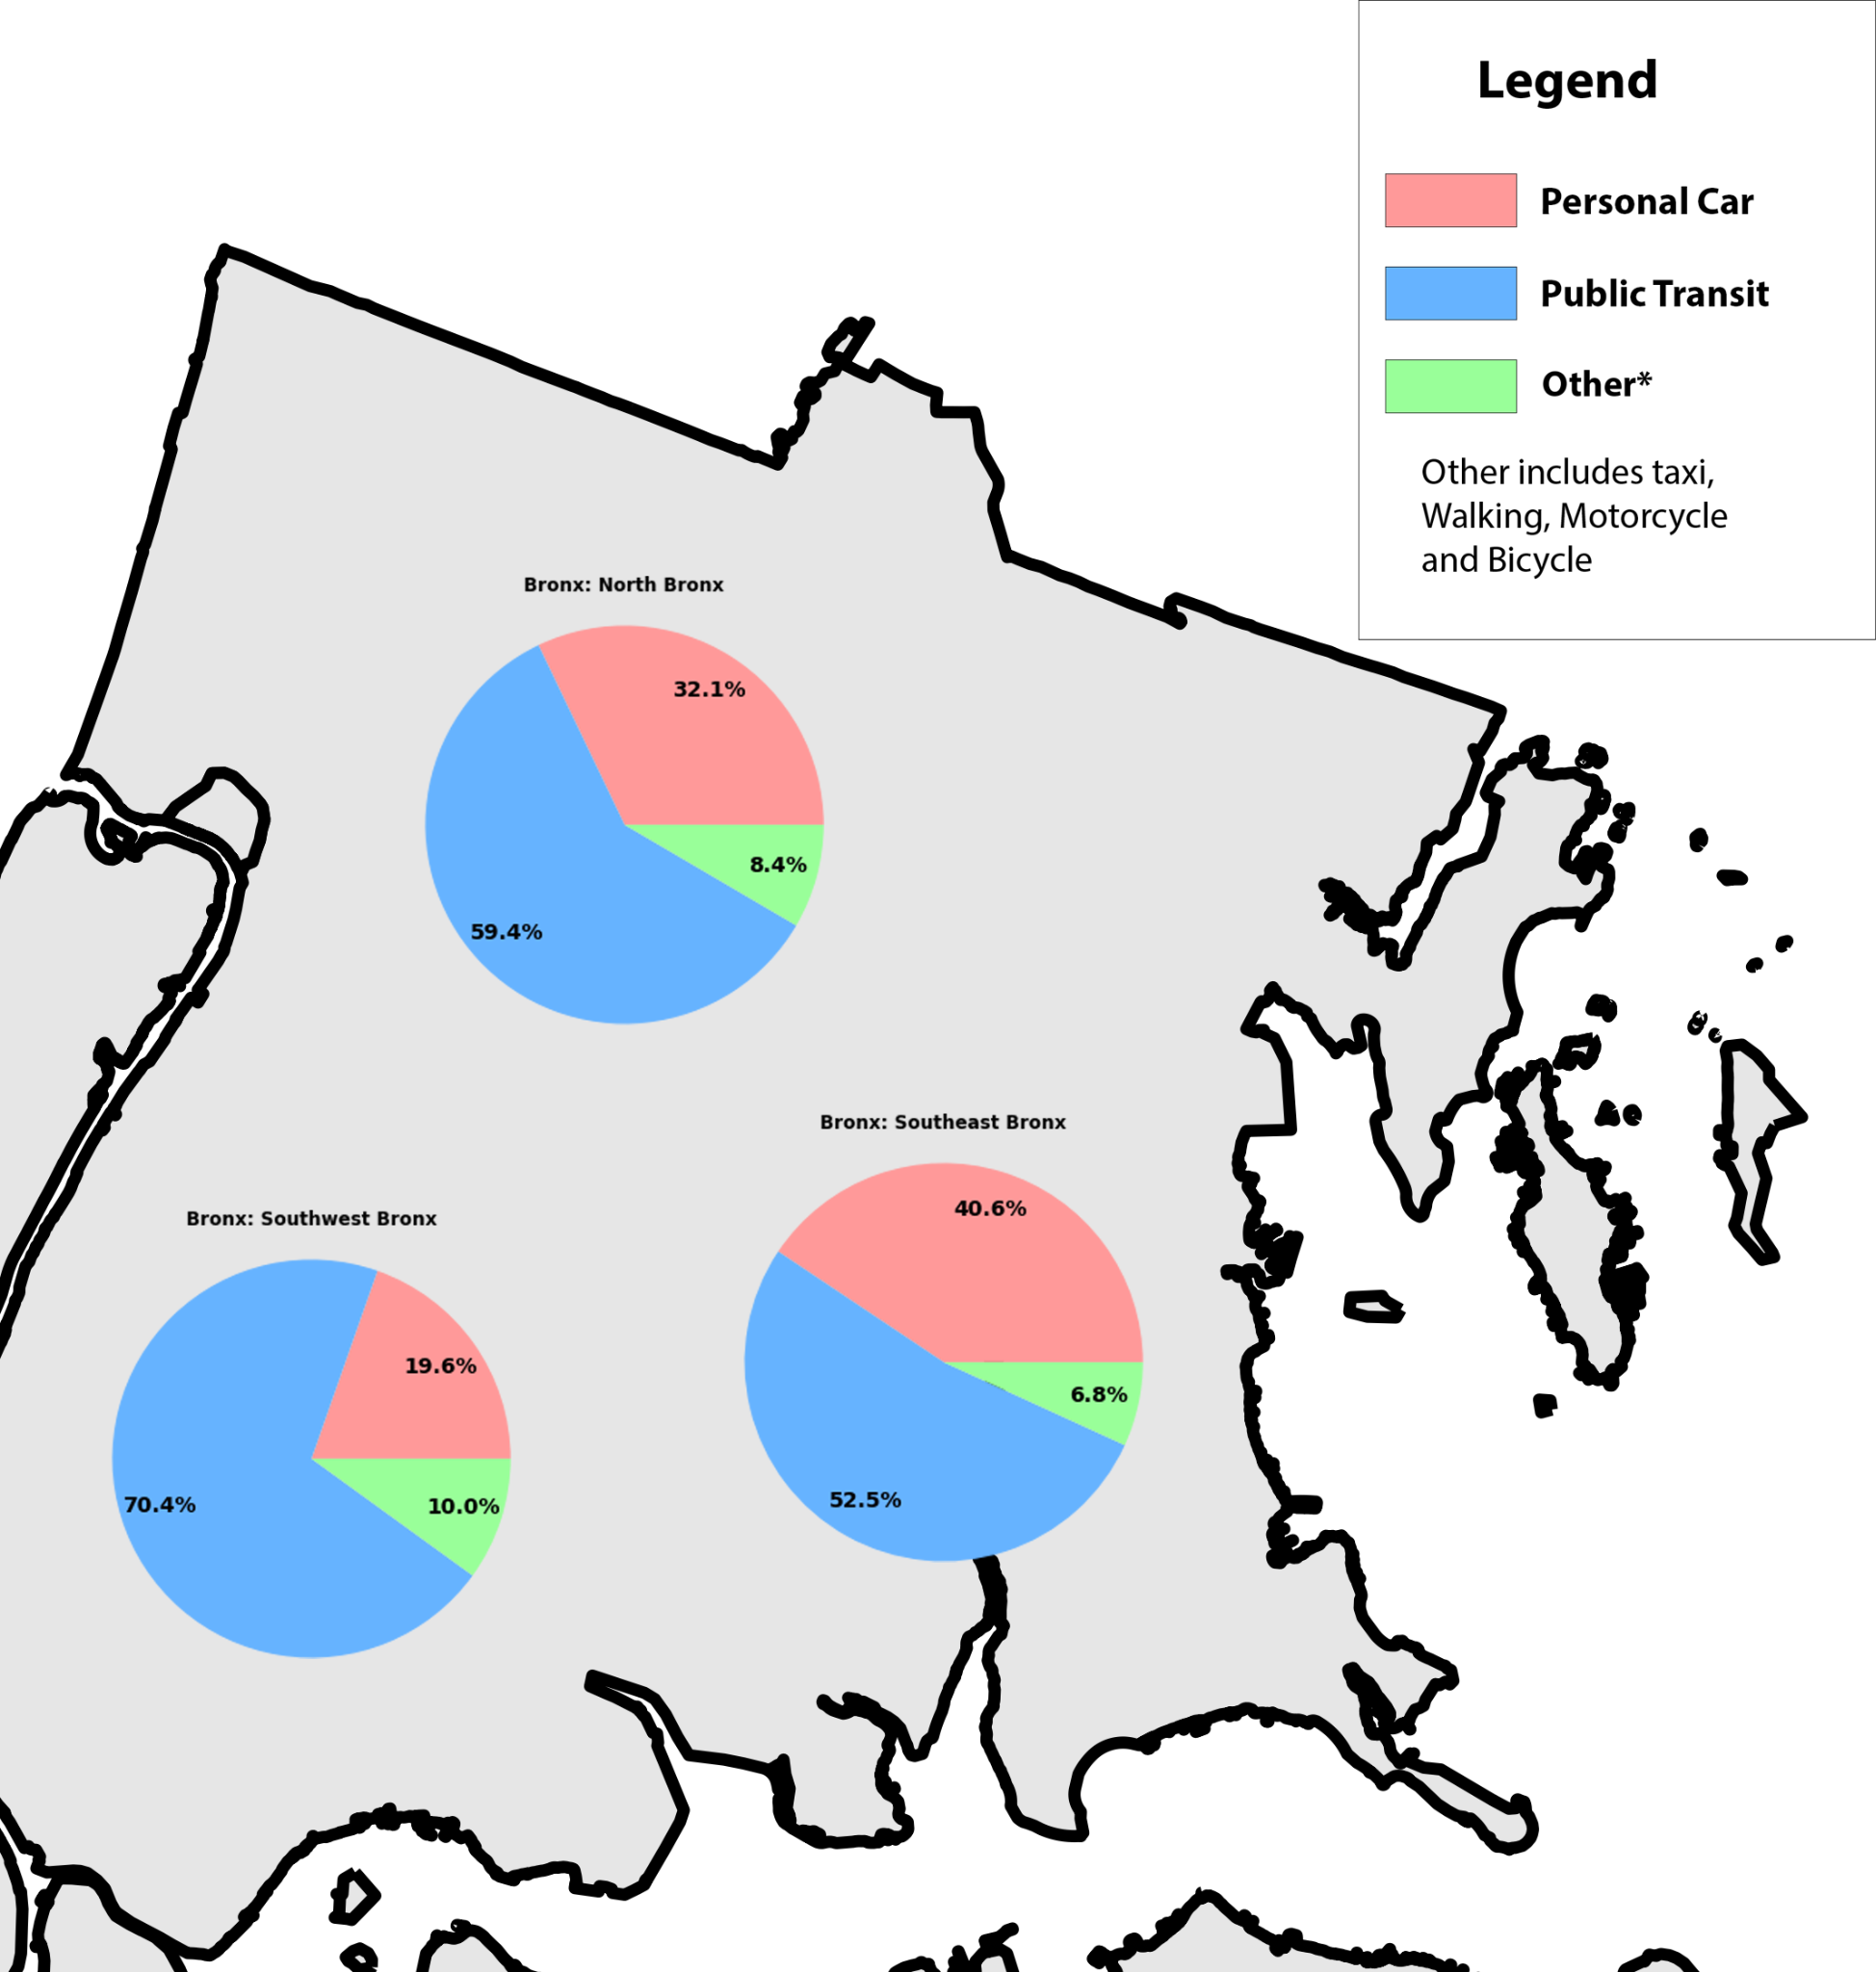 Legend
Personal Car
Public Transit
Other*
Other includes taxi,
Walking, Motorcycle
and Bicycle
Bronx: North Bronx
32.1%
8.4%
59.4%
Bronx: Southeast Bronx
40.6%
6.8%
52.5%
Bronx: Southwest Bronx
19.6%
70.4%
10.0%